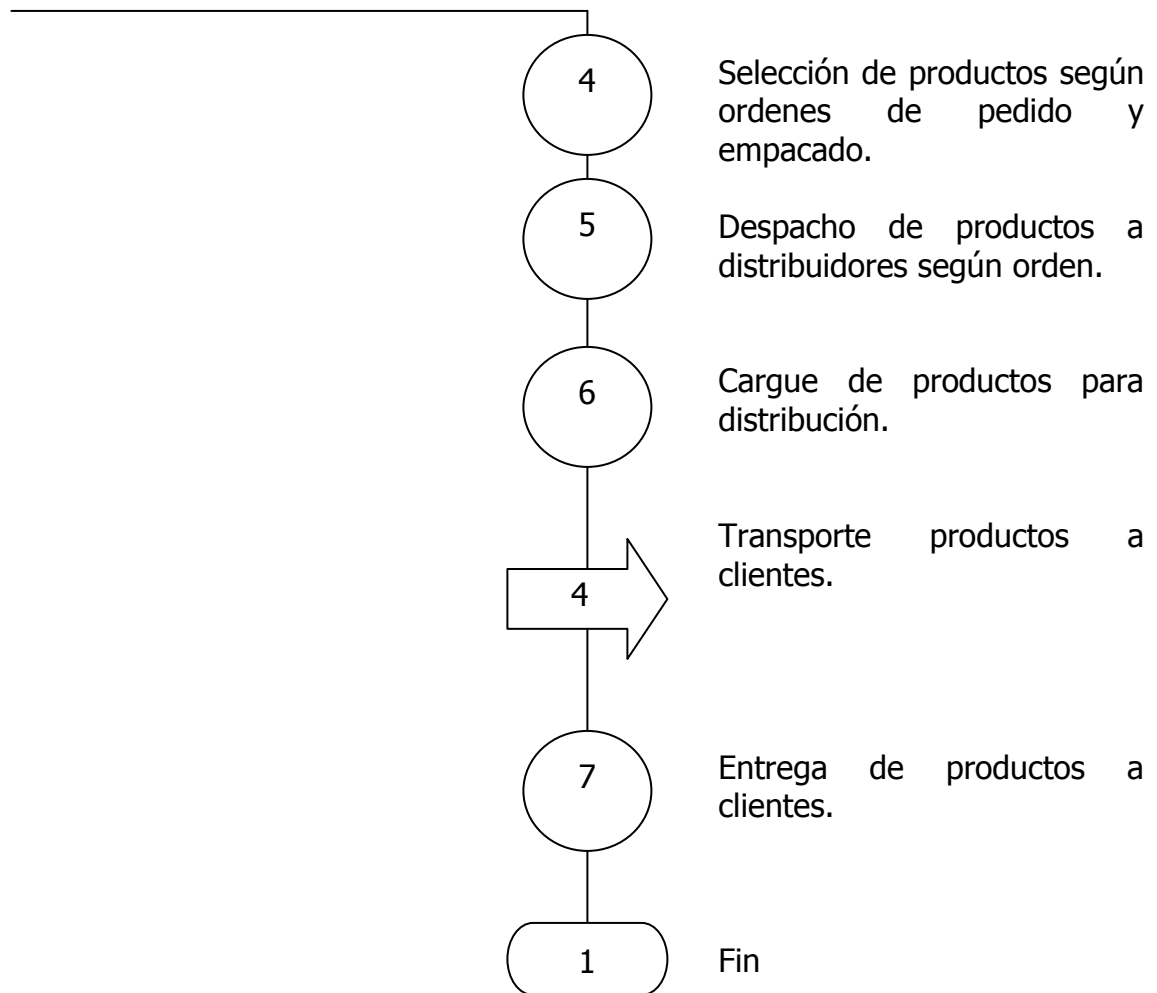 4
Selección de productos según
ordenes de pedido y
empacado.
5
Despacho de productos a
distribuidores según orden.
6
Cargue de productos para
distribución.
4
Transporte productos a
clientes.
7
Entrega de productos a
clientes.
1
Fin